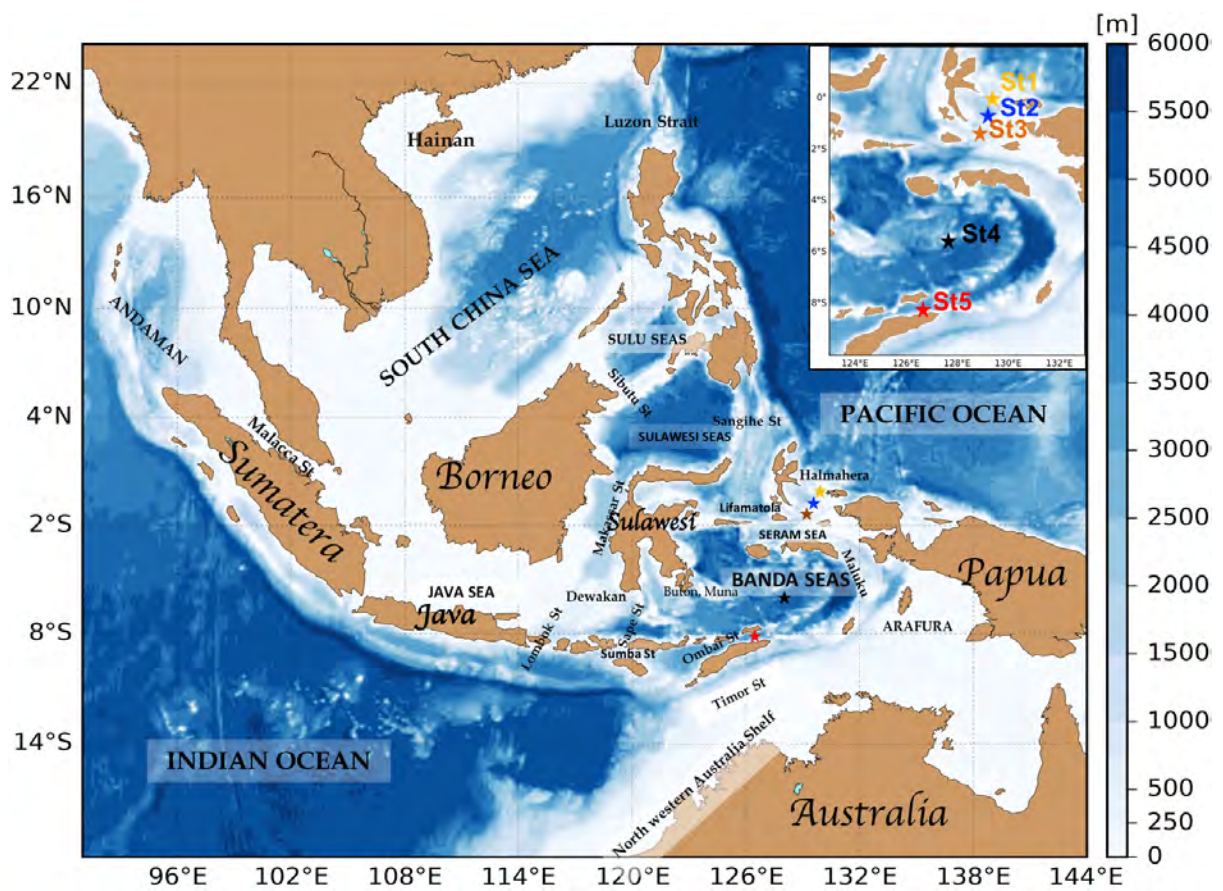 [m]
6000
5500
5000
4500
4000
3500
3000
2500
2000
1500
1000
500
250
0
22°N
16°N
10°N
4°N
2°S
8°S
14°S
96°E
102°E
108°E
114°E
120°E
126°E
132°E
138°E
144°E
Luzon Strait
Hainan
ANDAMAN
SOUTH CHINA SEA
SULU SEAS
Sibutu St
PACIFIC OCEAN
Sangihe St
SULAWESI SEAS
Malacca St
Sumatera
Borneo
Halmahera
Makassar St
Lifamatola
Sulawesi
SERAM SEA
Maluku
Papua
BANDA SEAS
Buton, Muna
JAVA SEA
Dewakan
Java
ARAFURA
Lombok St
Sape St
Sumba St
Ombai St
Timor St
INDIAN OCEAN
North western Australia Shelf
Australia
0°
2°S
4°S
6°S
8°S
124°E
126°E
128°E
130°E
132°E
St1
St2
St3
St4
St5